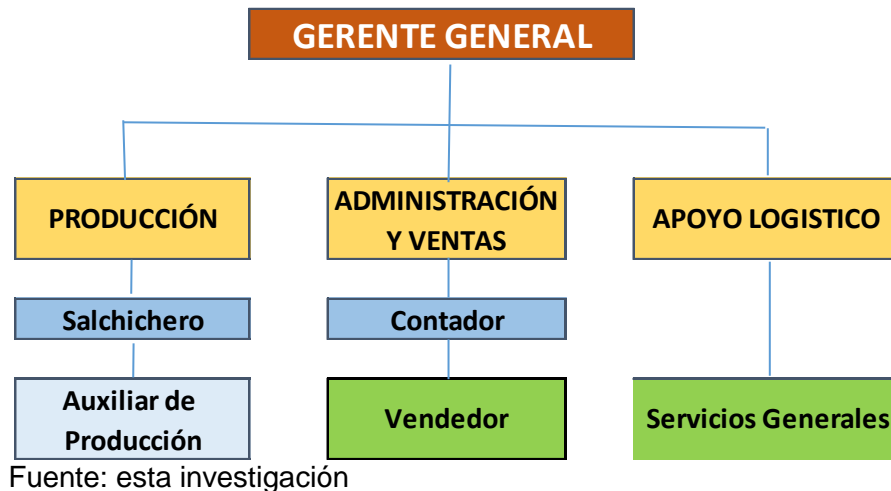 GERENTE GENERAL
PRODUCCIÓN
ADMINISTRACIÓN
Y VENTAS
APOYO LOGISTICO
Salchichero
Contador
Auxiliar de
Producción
Vendedor
Servicios Generales
Fuente: esta investigación